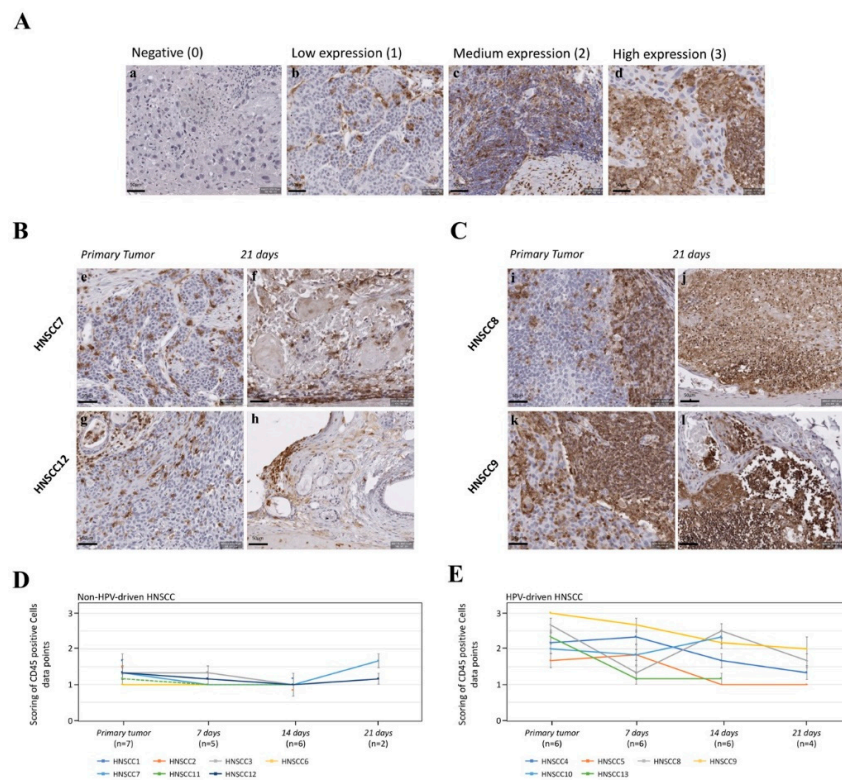 A
Negative (0) Low expression (1) Medium expression (2) High expression (3)
a b c d
B C
Primary Tumor 21 days Primary Tumor 21 days
e f i j
HNSCC7 HNSCC8
g h k l
HNSCC12 HNSCC9
D E
Non-HPV-driven HNSCC HPV-driven HNSCC
Scoring of CD45 positive Cells
data points
3
2
1
0
Primary tumor 7 days 14 days 21 days
(n=7) (n=5) (n=6) (n=2)
HNSCC1 HNSCC2 HNSCC3 HNSCC6
HNSCC7 HNSCC11 HNSCC12
Scoring of CD45 positive Cells
data points
3
2
1
0
Primary tumor 7 days 14 days 21 days
(n=6) (n=6) (n=6) (n=4)
HNSCC4 HNSCC5 HNSCC8 HNSCC9
HNSCC10 HNSCC13